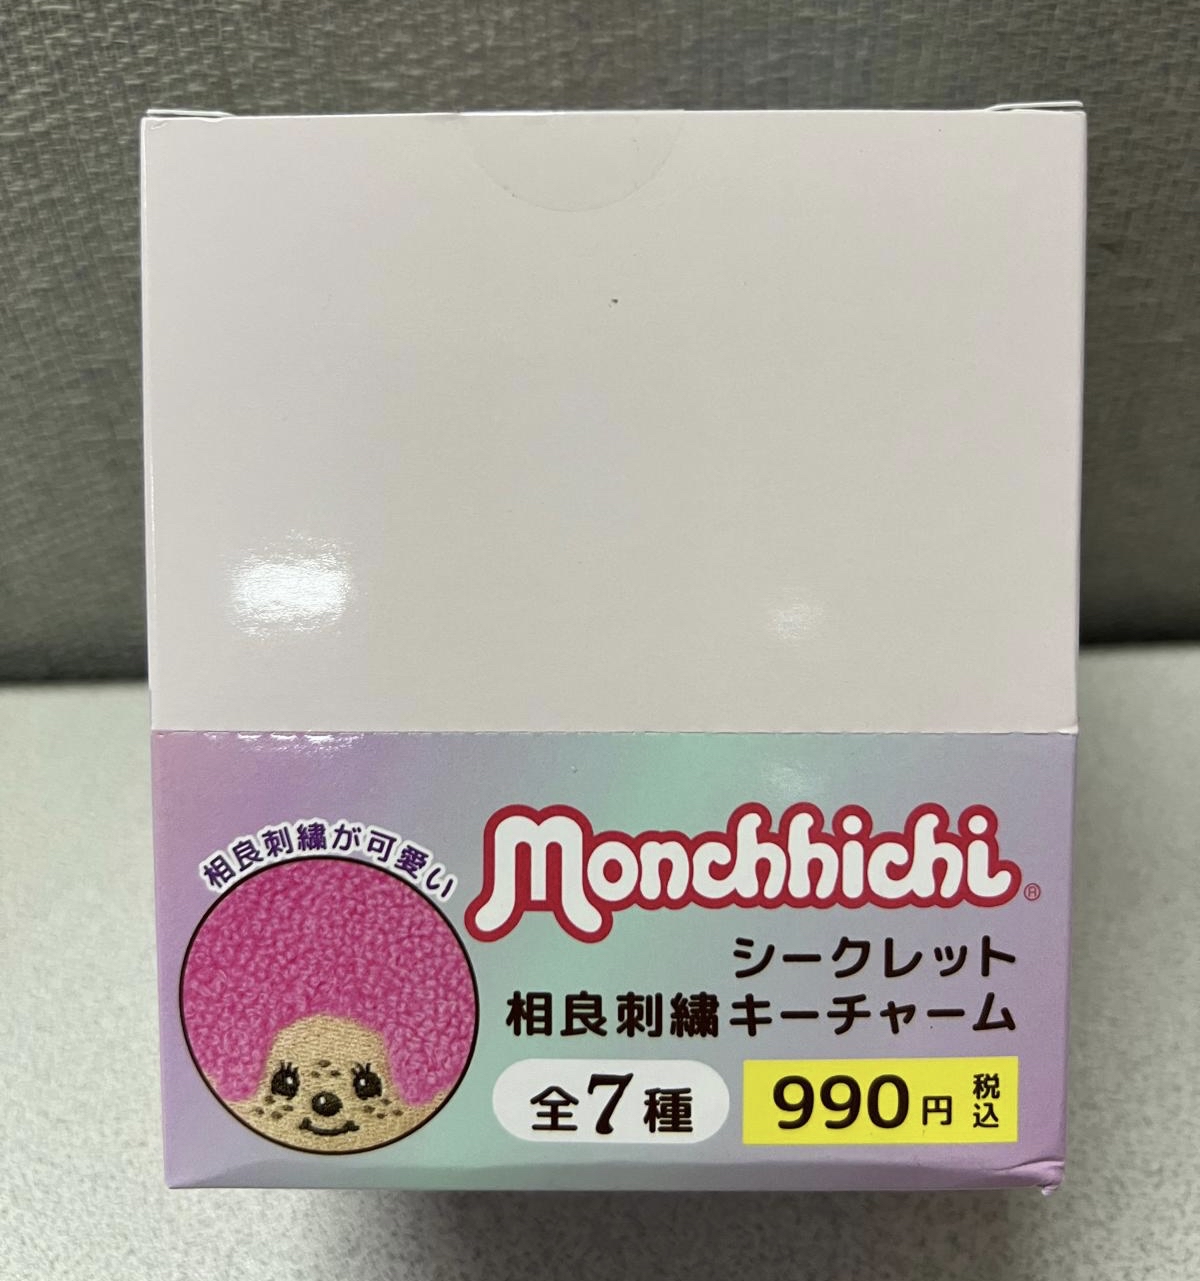 相良刺繍が可愛い
Monchhichi®
シークレット
相良刺繍キーチャーム
全7種
990円税込